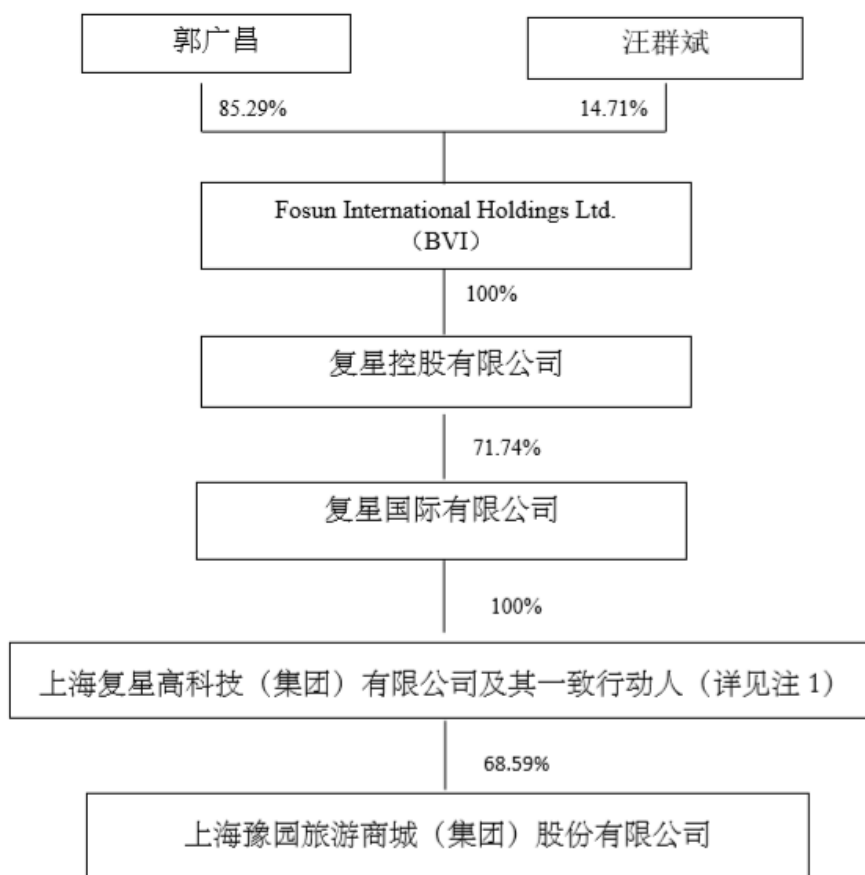 郭广昌
汪群斌
85.29%
14.71%
Fosun International Holdings Ltd.
（BVI）
100%
复星控股有限公司
71.74%
复星国际有限公司
100%
上海复星高科技（集团）有限公司及其一致行动人（详见注 1）
68.59%
上海豫园旅游商城（集团）股份有限公司